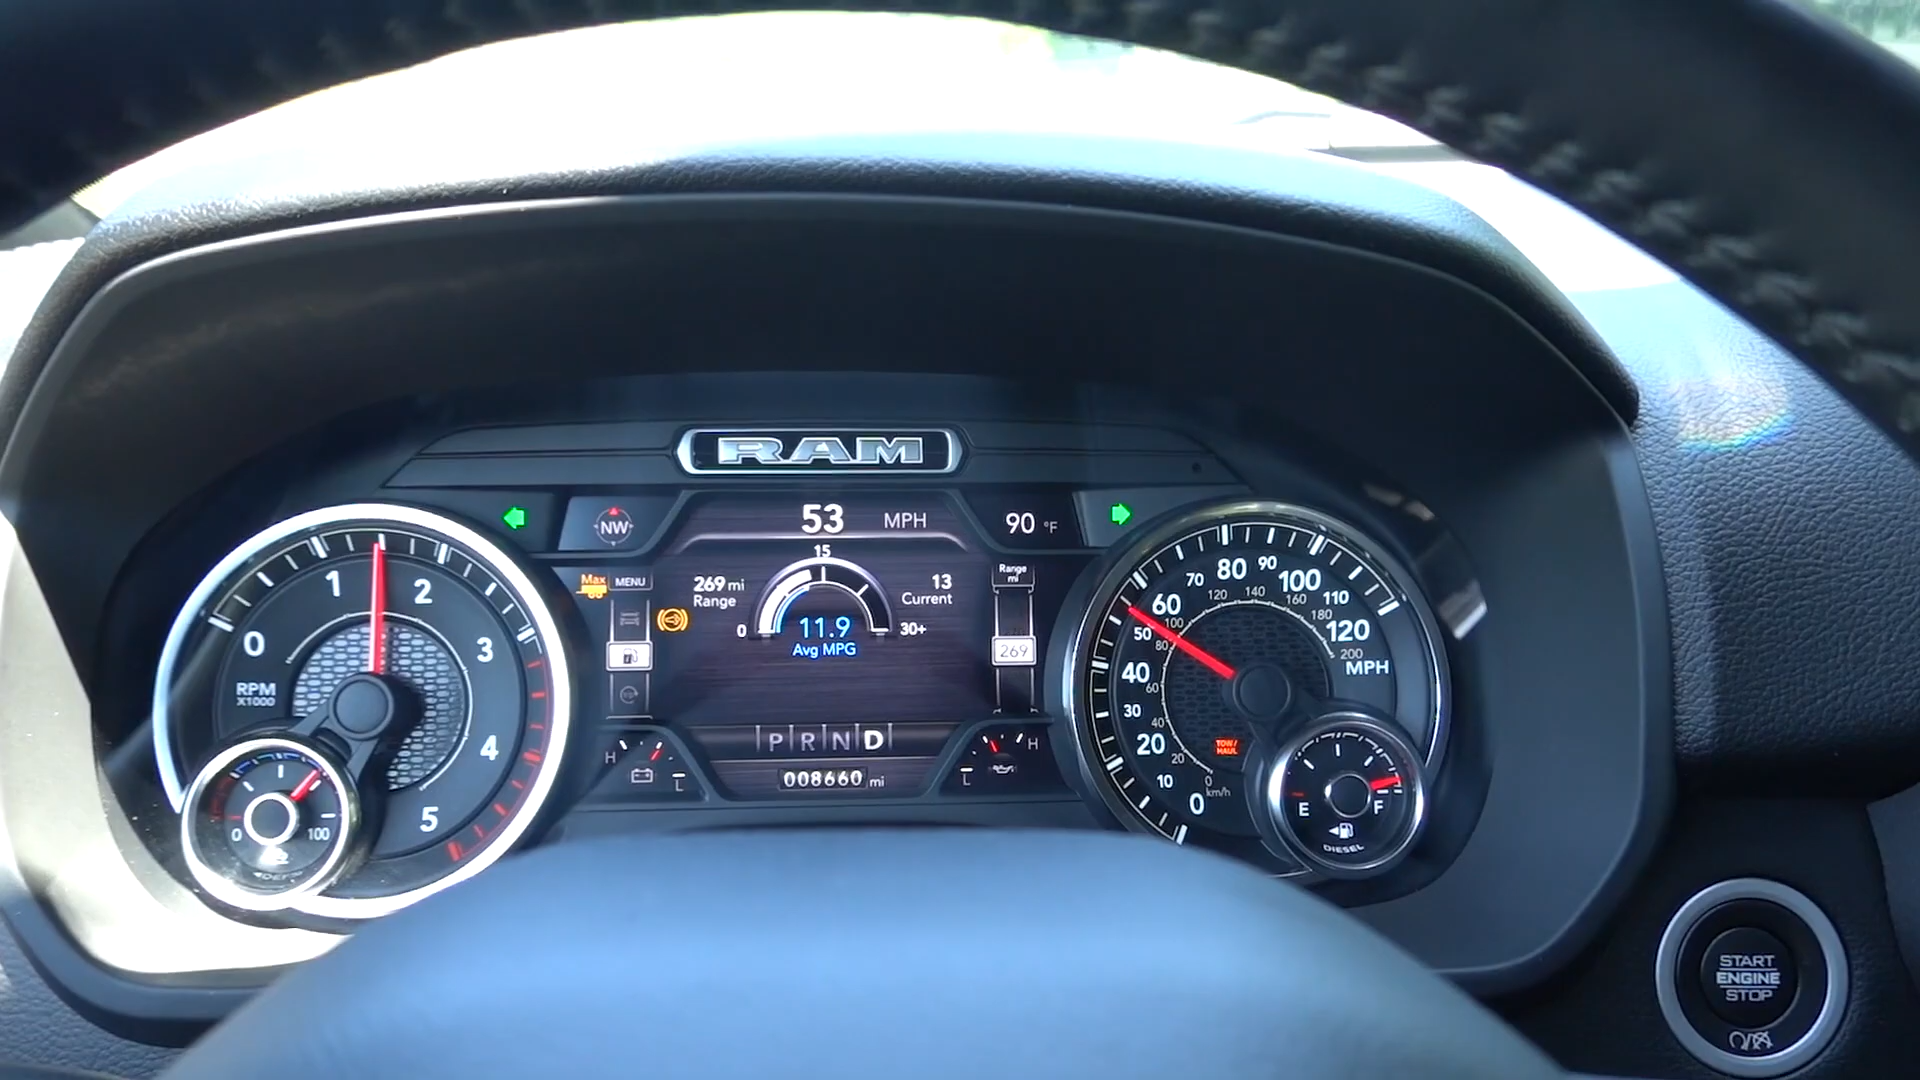 RAM
NW
53 MPH
90 °F
15
Max
MENU
269 mi
Range
13
Current
Range
mi
0
11.9
30+
Avg MPG
269
P R N D
008660 mi
H
L
H
L
0
1
2
3
4
5
RPM
X1000
0
100
DEF
0
10
20
30
40
50
60
70
80
90
100
110
120
MPH
0
km/h
20
40
60
80
100
120
140
160
180
200
TOW/
HAUL
E
F
DIESEL
START
ENGINE
STOP